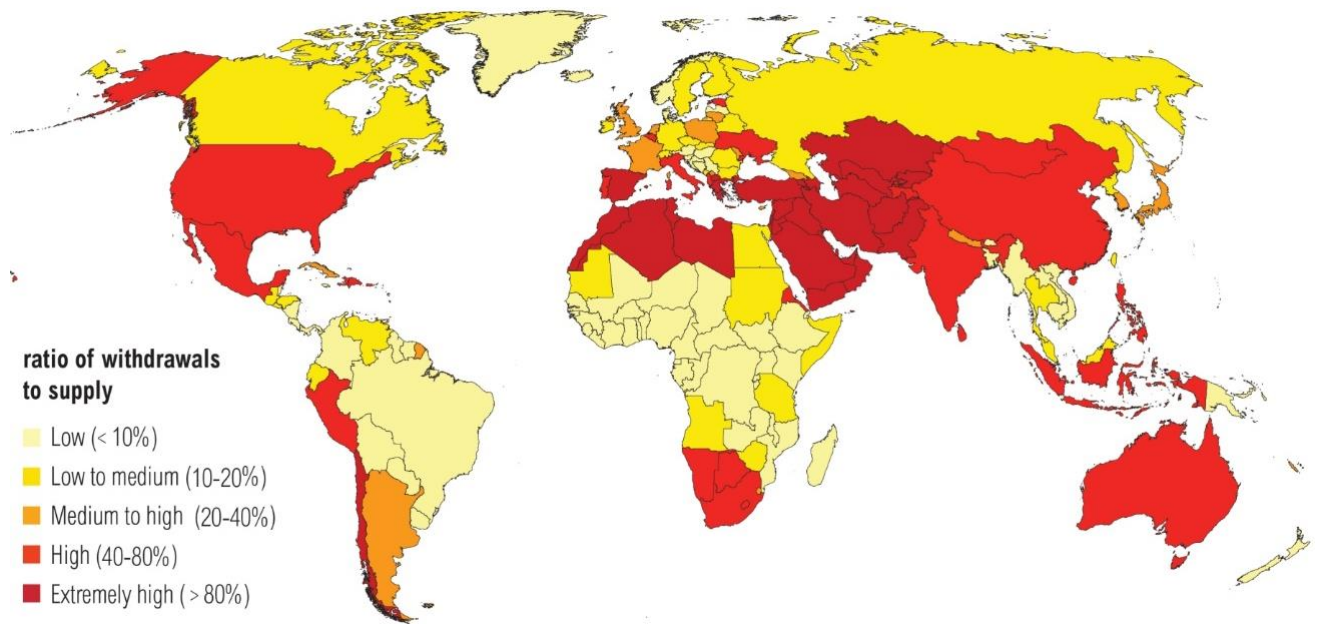 ratio of withdrawals
to supply
Low (< 10%)
Low to medium (10-20%)
Medium to high (20-40%)
High (40-80%)
Extremely high ( > 80%)